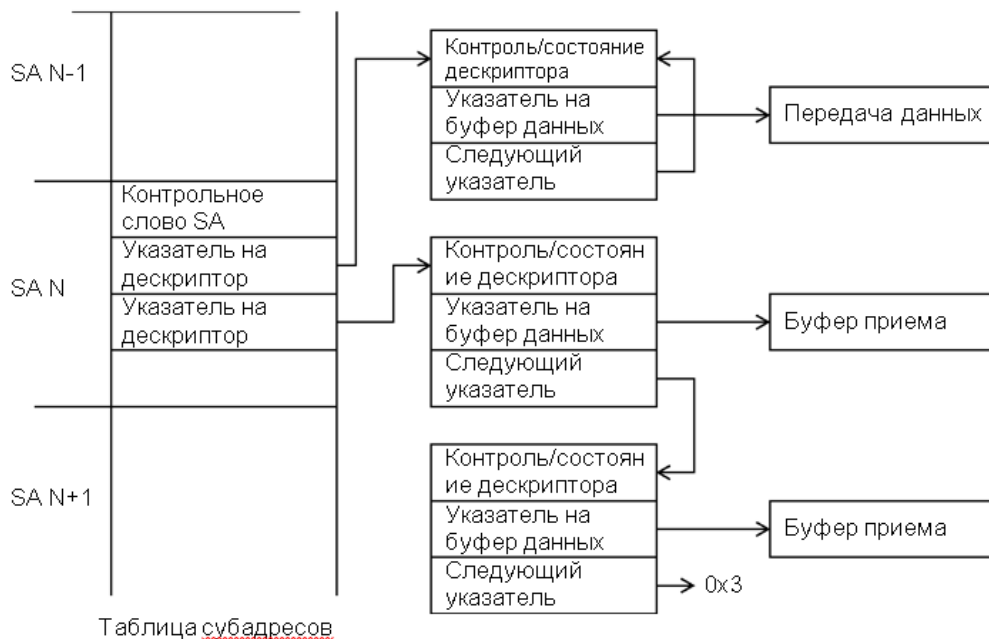 SA N-1
SA N
SA N+1
Контрольное
слово SA
Указатель на
дескриптор
Указатель на
дескриптор
Таблица субадресов
Контроль/состояние
дескриптора
Указатель на
буфер данных
Следующий
указатель
Передача данных
Контроль/состоян
ие дескриптора
Указатель на
буфер данных
Следующий
указатель
Буфер приема
Контроль/состоян
ие дескриптора
Указатель на
буфер данных
Следующий
указатель
Буфер приема
0x3